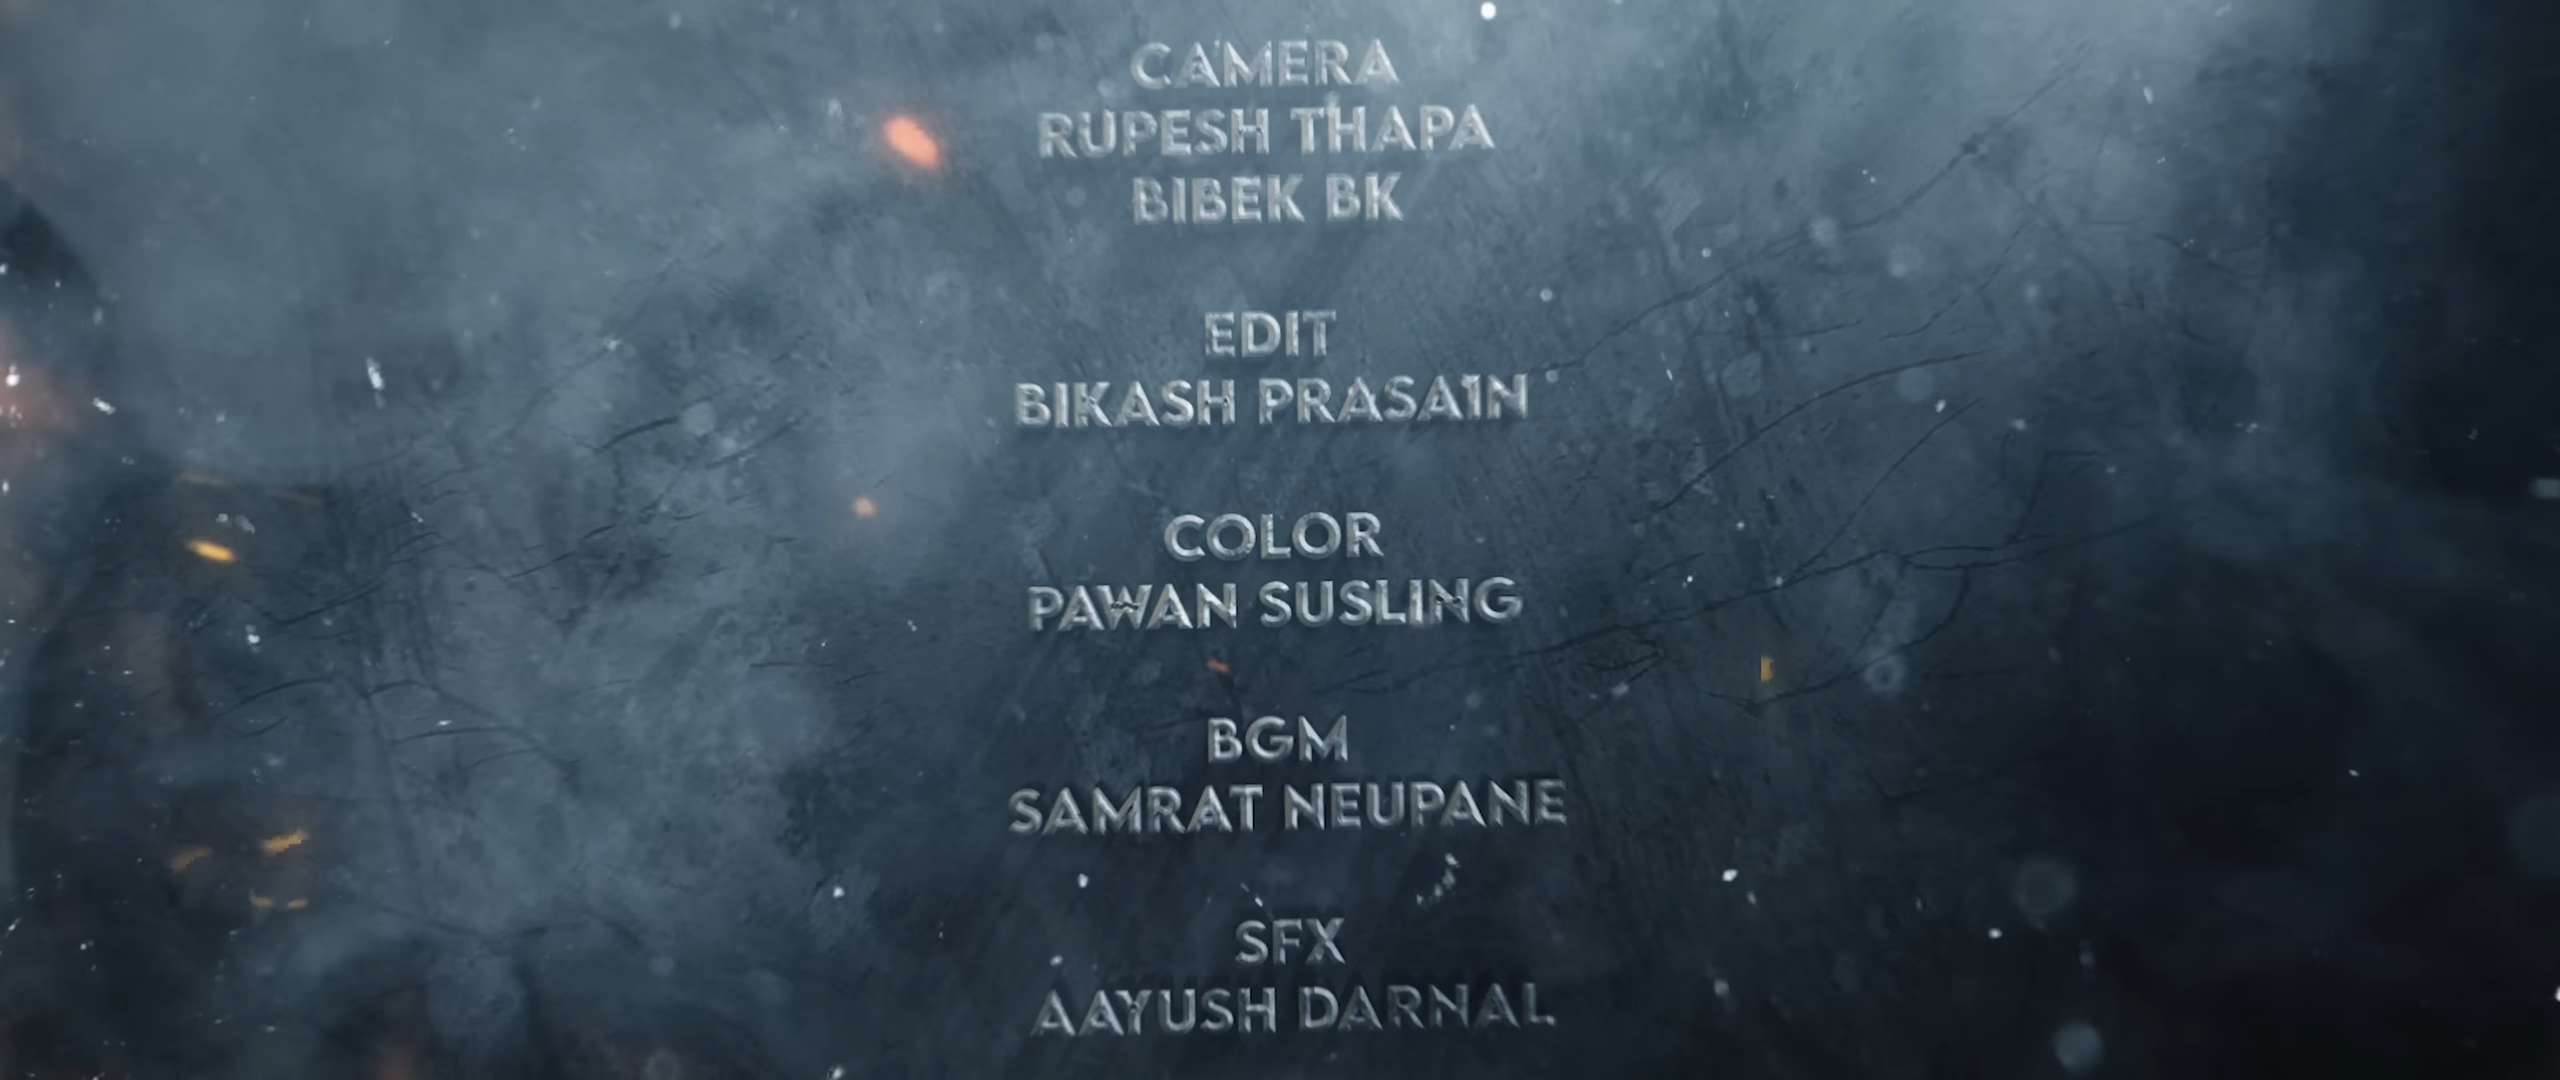 CAMERA
RUPESH THAPA
BIBEK BK
EDIT
BIKASH PRASAIN
COLOR
PAWAN SUSLING
BGM
SAMRAT NEUPANE
SFX
AAYUSH DARNAL